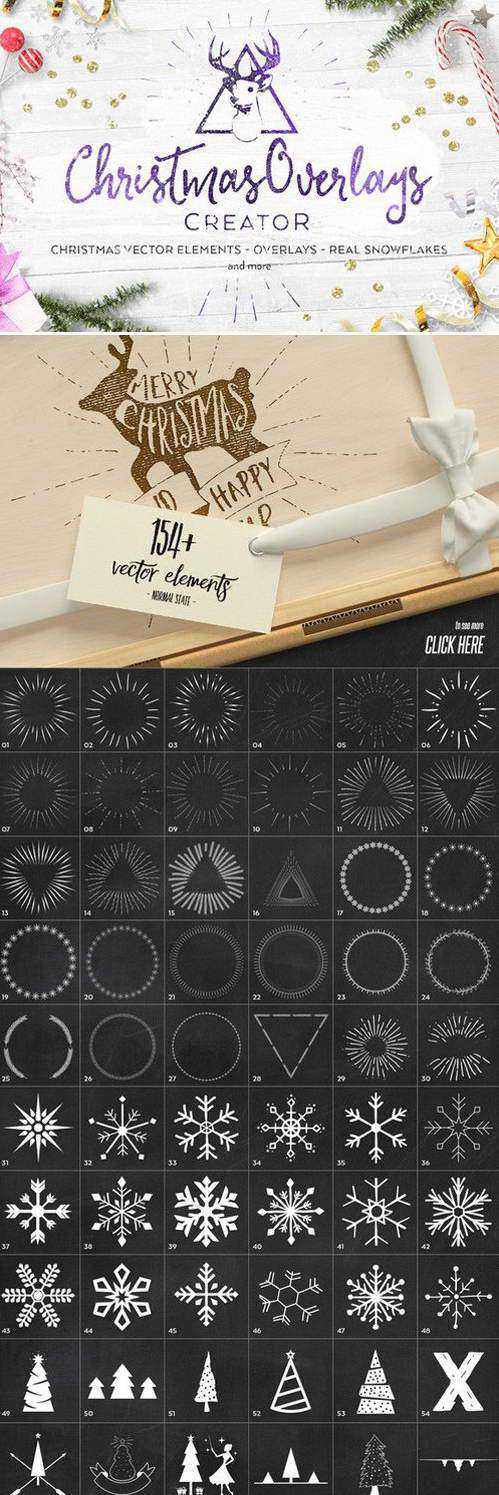 Christmas Overlays
CREATOR
CHRISTMAS VECTOR ELEMENTS - OVERLAYS - REAL SNOWFLAKES
and more
MERRY
CHRISTMAS
HAPPY
154+
vector elements
- NORMAL STATE -
to see more
CLICK HERE
01 02 03 04 05 06
07 08 09 10 11 12
13 14 15 16 17 18
19 20 21 22 23 24
25 26 27 28 29 30
31 32 33 34 35 36
37 38 39 40 41 42
43 44 45 46 47 48
49 50 51 52 53 54
X